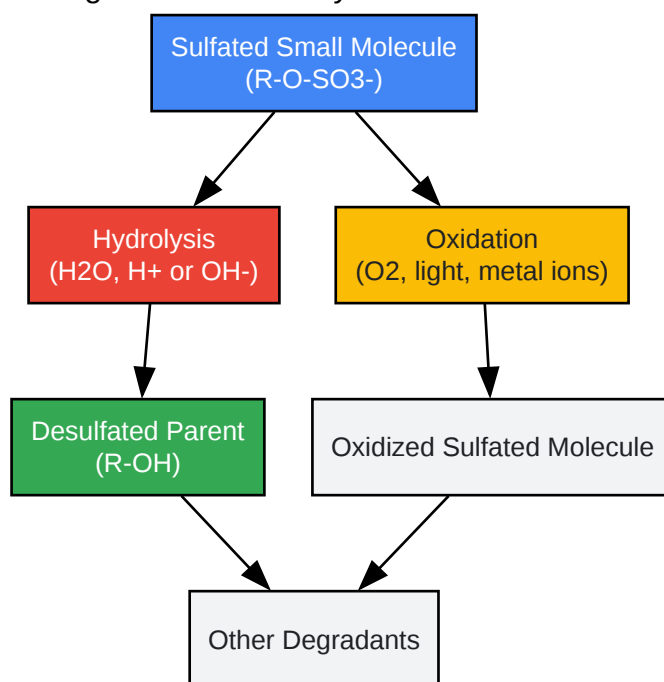 Sulfated Small Molecule
(R-O-SO3-)
Hydrolysis
(H2O, H+ or OH-)
Oxidation
(O2, light, metal ions)
Desulfated Parent
(R-OH)
Oxidized Sulfated Molecule
Other Degradants